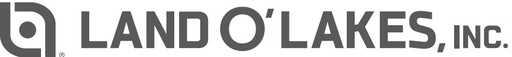 ® LAND O'LAKES, INC.